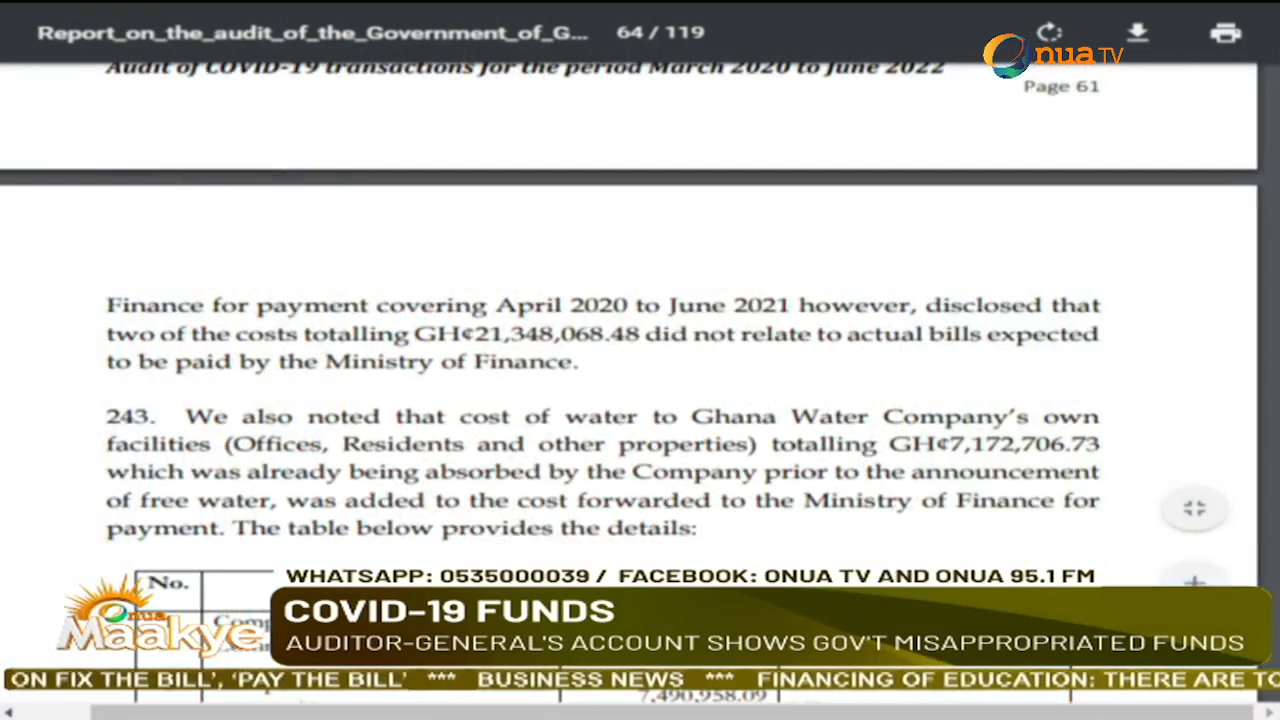 Report_on_the_audit_of_the_Government_of_G... 64 / 119
Onua TV
Audit of COVID-19 for the period March 2020 to June 2022
Page 61
Finance for payment covering April 2020 to June 2021 however, disclosed that
two of the costs totalling GH¢21,348,068.48 did not relate to actual bills expected
to be paid by the Ministry of Finance.
243. We also noted that cost of water to Ghana Water Company's own
facilities (Offices, Residents and other properties) totalling GH¢7,172,706.73
which was already being absorbed by the Company prior to the announcement
of free water, was added to the cost forwarded to the Ministry of Finance for
payment. The table below provides the details:
No.
WHATSAPP: 0535000039 / FACEBOOK: ONUA TV AND ONUA 95.1 FM
Onua
Maakye
COVID-19 FUNDS
AUDITOR-GENERAL'S ACCOUNT SHOWS GOV'T MISAPPROPRIATED FUNDS
ON FIX THE BILL', 'PAY THE BILL' *** BUSINESS NEWS *** FINANCING OF EDUCATION: THERE ARE TO
7,490,958.09